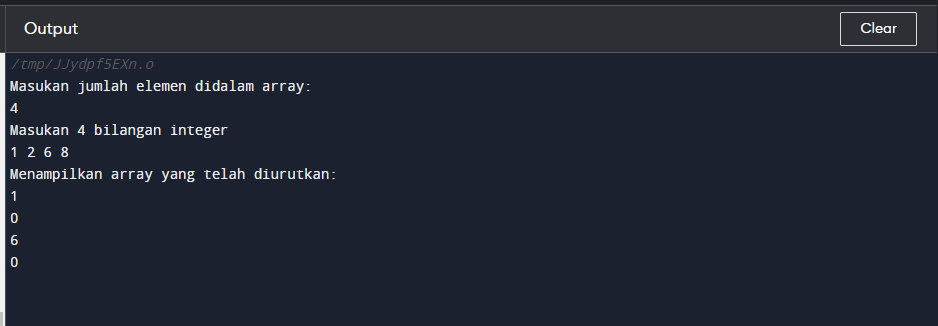 Output
Clear
/tmp/JJydpf5EXn.o
Masukan jumlah elemen didalam array:
4
Masukan 4 bilangan integer
1 2 6 8
Menampilkan array yang telah diurutkan:
1
0
6
0